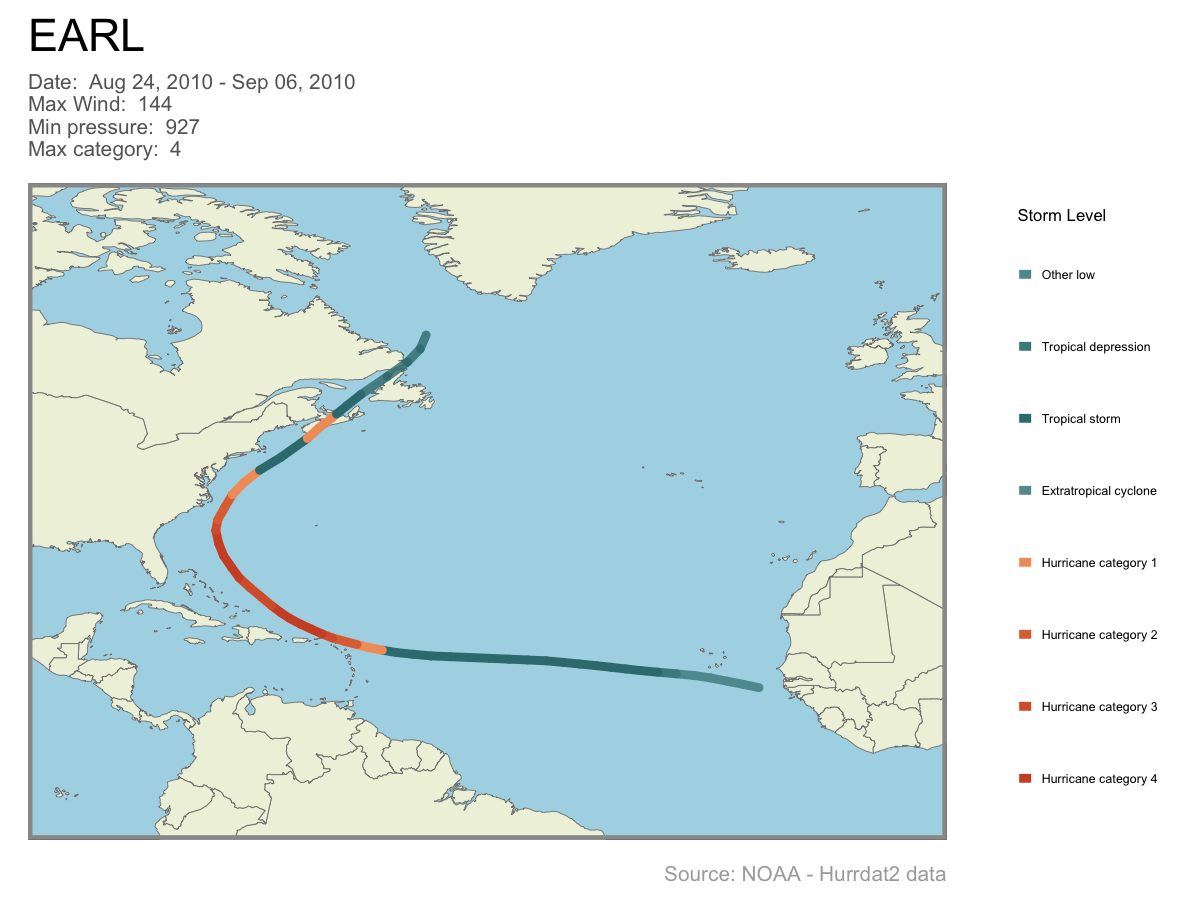 EARL
Date:  Aug 24, 2010 - Sep 06, 2010
Max Wind:  144
Min pressure:  927
Max category:  4
Storm Level
Other low
Tropical depression
Tropical storm
Extratropical cyclone
Hurricane category 1
Hurricane category 2
Hurricane category 3
Hurricane category 4
Source: NOAA - Hurrdat2 data